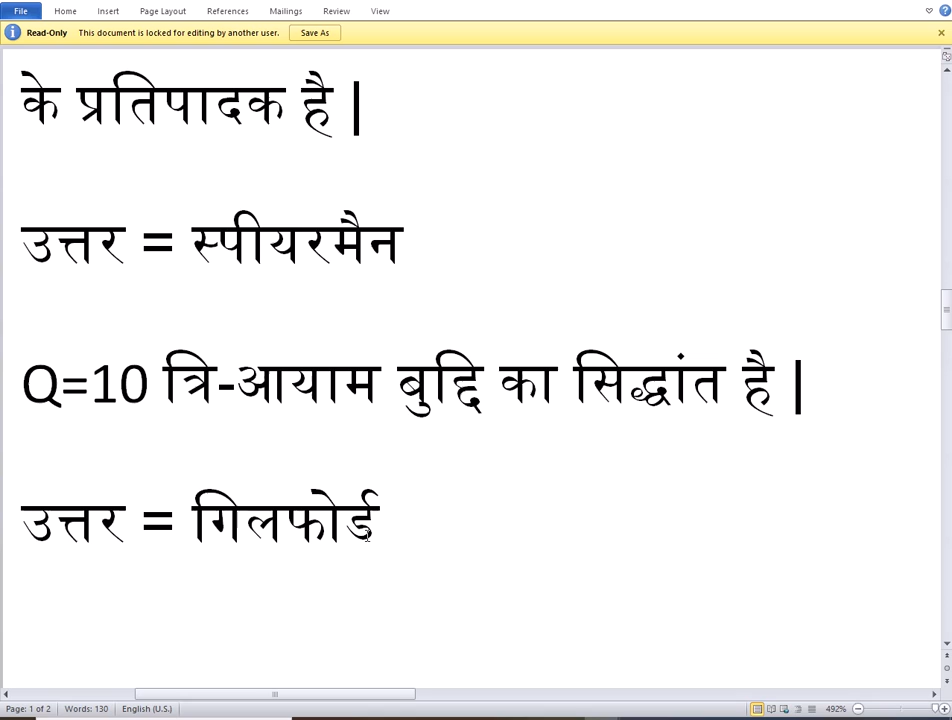 File Home Insert Page Layout References Mailings Review View
Read-Only This document is locked for editing by another user. Save As
के प्रतिपादक है |
उत्तर = स्पीयरमैन
Q=10 त्रि-आयाम बुद्दि का सिद्धांत है |
उत्तर = गिलफोर्ड
Page: 1 of 2 Words: 130 English (U.S.) 492%